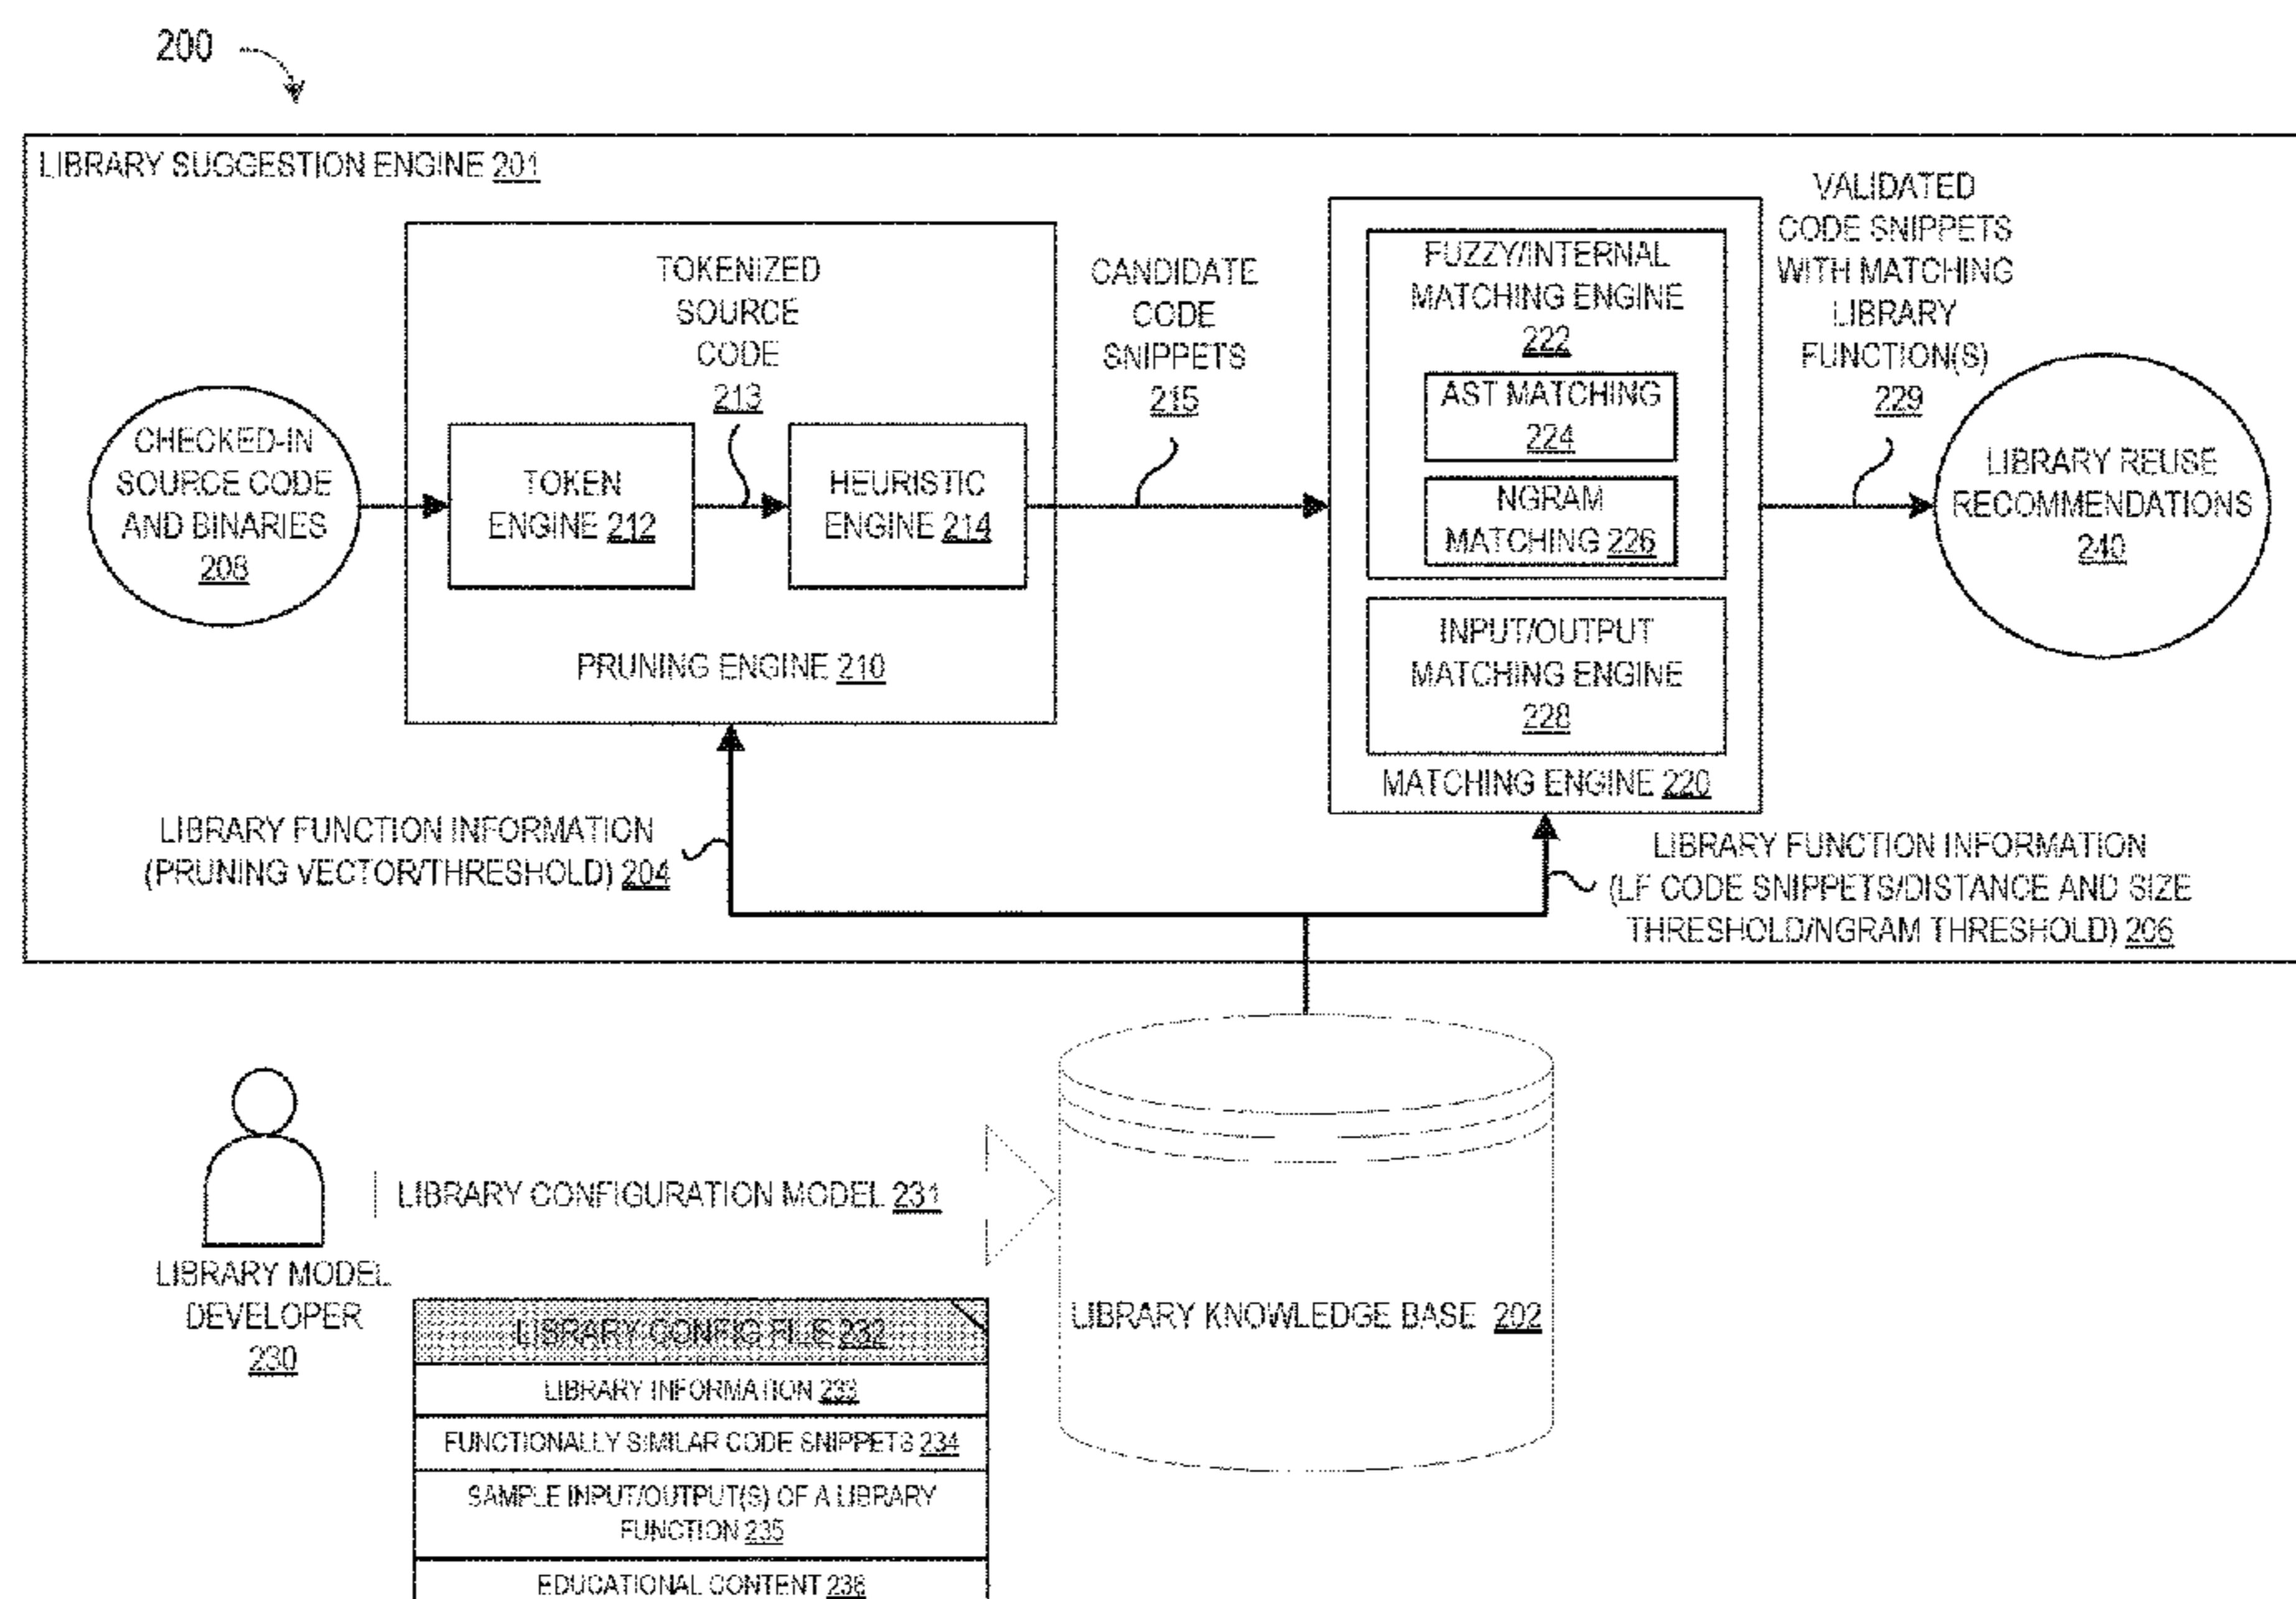 200
LIBRARY SUGGESTION ENGINE 201
CHECKED-IN
SOURCE CODE
AND BINARIES
208
TOKENIZED
SOURCE
CODE
213
TOKEN
ENGINE 212
HEURISTIC
ENGINE 214
PRUNING ENGINE 210
CANDIDATE
CODE
SNIPPETS
215
FUZZY/INTERNAL
MATCHING ENGINE
222
AST MATCHING
224
NGRAM
MATCHING 226
INPUT/OUTPUT
MATCHING ENGINE
228
MATCHING ENGINE 220
VALIDATED
CODE SNIPPETS
WITH MATCHING
LIBRARY
FUNCTION(S)
229
LIBRARY REUSE
RECOMMENDATIONS
240
LIBRARY FUNCTION INFORMATION
(PRUNING VECTOR/THRESHOLD) 204
LIBRARY FUNCTION INFORMATION
(LF CODE SNIPPETS/DISTANCE AND SIZE
THRESHOLD/NGRAM THRESHOLD) 206
LIBRARY MODEL
DEVELOPER
230
LIBRARY CONFIGURATION MODEL 231
LIBRARY KNOWLEDGE BASE 202
LIBRARY CONFIG FILE 232
LIBRARY INFORMATION 233
FUNCTIONALLY SIMILAR CODE SNIPPETS 234
SAMPLE INPUT/OUTPUT(S) OF A LIBRARY
FUNCTION 235
EDUCATIONAL CONTENT 236